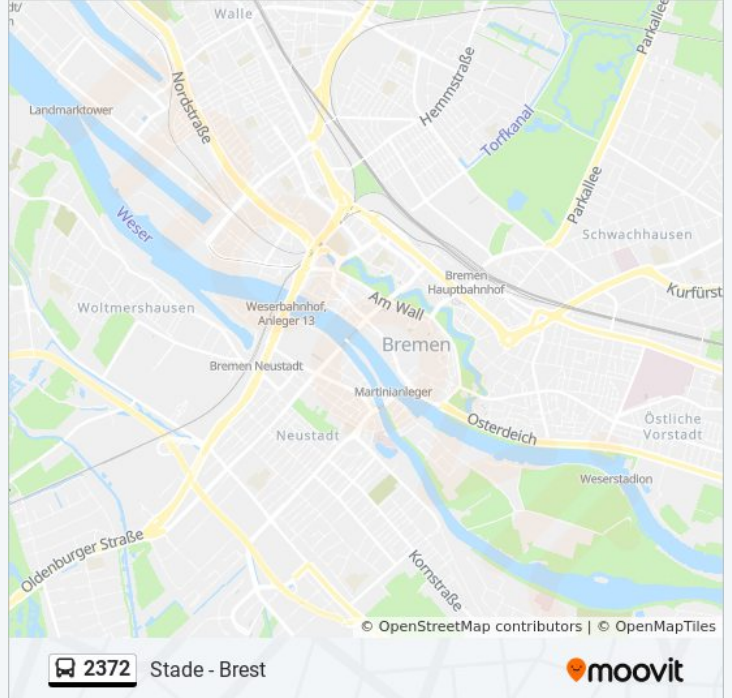 dt/
Walle
Parkallee
Hemmstraße
Nordstraße
Landmarktower
Torfkanal
Parkallee
Weser
Schwachhausen
Bremen
Hauptbahnhof
Kurfürst
Am Wall
Woltmershausen
Weserbahnhof,
Anleger 13
Bremen
Bremen Neustadt
Martinianleger
Osterdeich
Östliche
Vorstadt
Neustadt
Weserstadion
Oldenburger Straße
Kornstraße
© OpenStreetMap contributors | © OpenMapTiles
2372 Stade - Brest
moovit